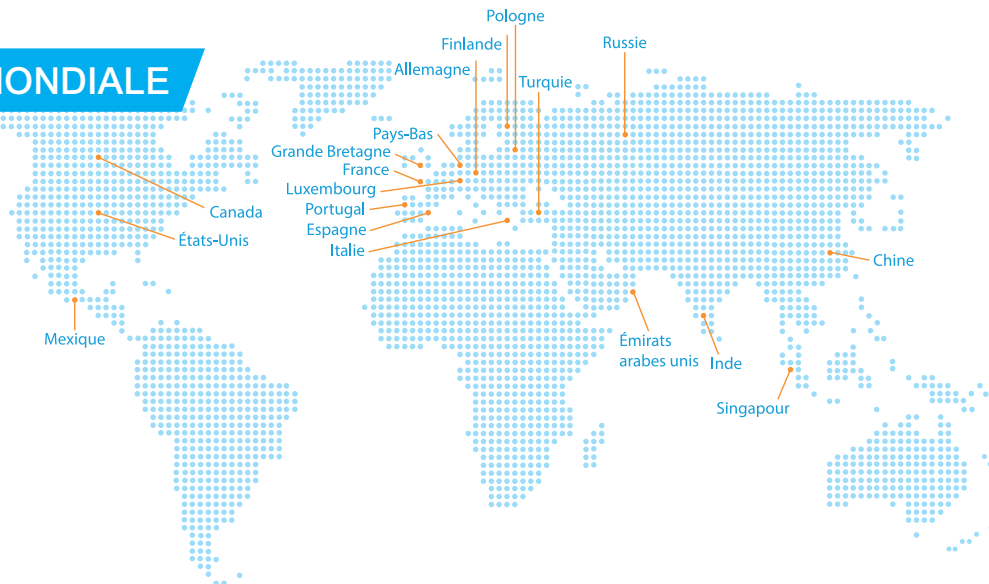 MONDIALE
Pologne
Finlande
Russie
Allemagne
Turquie
Pays-Bas
Grande Bretagne
France
Luxembourg
Portugal
Espagne
Italie
Canada
États-Unis
Chine
Mexique
Émirats
arabes unis
Inde
Singapour